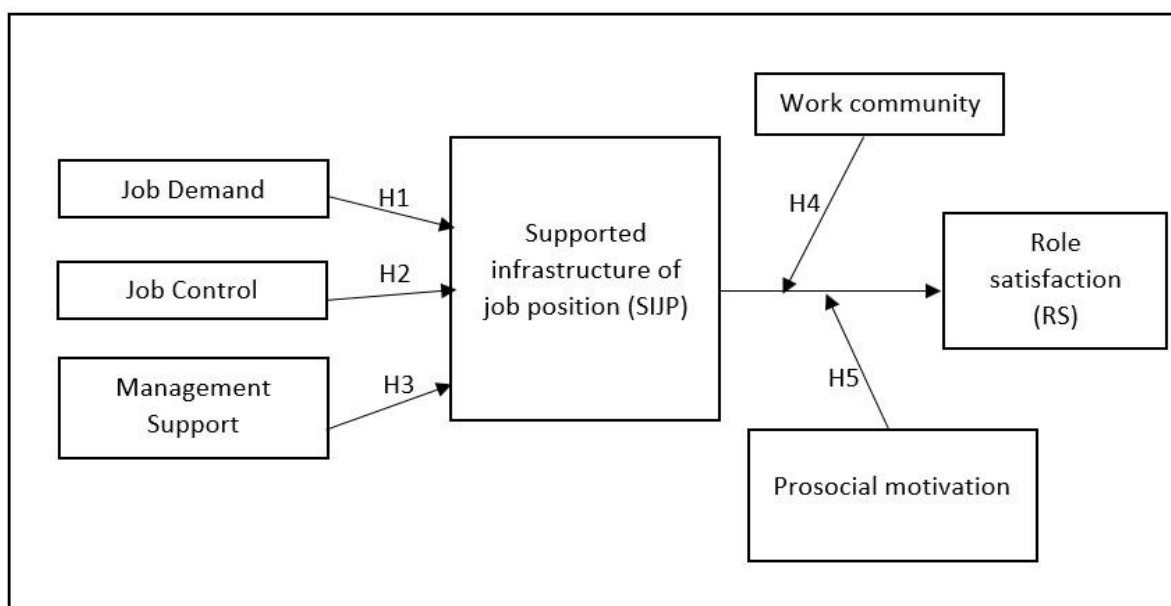 Work community
Job Demand
H1
H4
Supported
infrastructure of
job position (SIJP)
Role
satisfaction
(RS)
Job Control
H2
Management
Support
H3
H5
Prosocial motivation